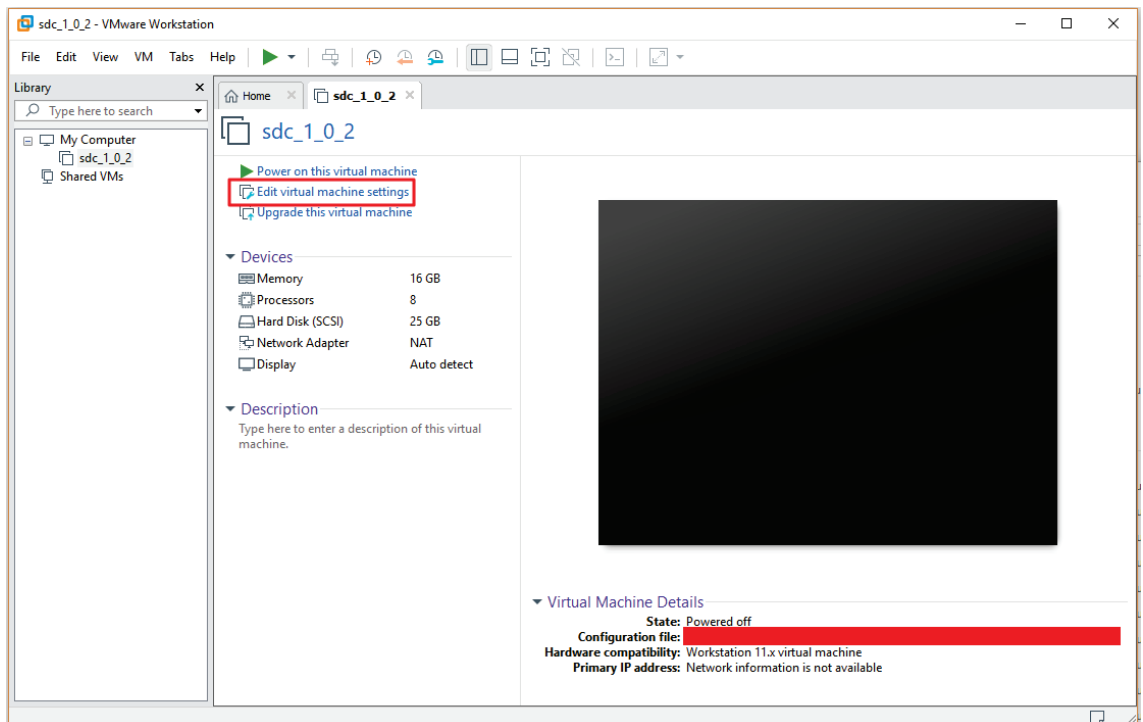 sdc_1_0_2 - VMware Workstation
File Edit View VM Tabs Help
Library
Type here to search
My Computer
sdc_1_0_2
Shared VMs
Home
sdc_1_0_2
sdc_1_0_2
Power on this virtual machine
Edit virtual machine settings
Upgrade this virtual machine
Devices
Memory 16 GB
Processors 8
Hard Disk (SCSI) 25 GB
Network Adapter NAT
Display Auto detect
Description
Type here to enter a description of this virtual
machine.
Virtual Machine Details
State: Powered off
Configuration file:
Hardware compatibility: Workstation 11.x virtual machine
Primary IP address: Network information is not available